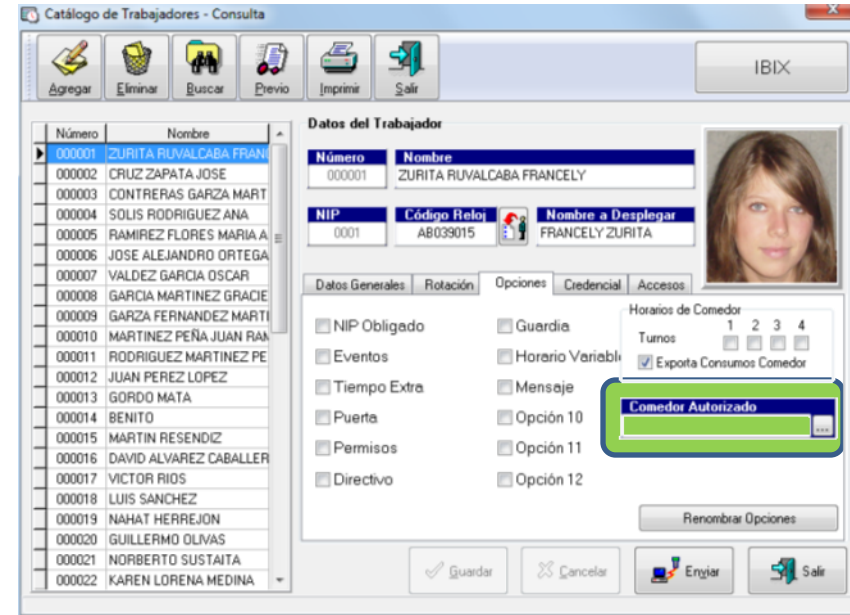 Catálogo de Trabajadores - Consulta
Agregar Eliminar Buscar Previo Imprimir Salir IBIX
Número Nombre
000001 ZURITA RUVALCABA FRAN
000002 CRUZ ZAPATA JOSE
000003 CONTRERAS GARZA MART
000004 SOLIS RODRIGUEZ ANA
000005 RAMIREZ FLORES MARIA A
000006 JOSE ALEJANDRO ORTEGA
000007 VALDEZ GARCIA OSCAR
000008 GARCIA MARTINEZ GRACIE
000009 GARZA FERNANDEZ MARTI
000010 MARTINEZ PEÑA JUAN RAM
000011 RODRIGUEZ MARTINEZ PE
000012 JUAN PEREZ LOPEZ
000013 GORDO MATA
000014 BENITO
000015 MARTIN RESENDIZ
000016 DAVID ALVAREZ CABALLER
000017 VICTOR RIOS
000018 LUIS SANCHEZ
000019 NAHAT HERREJON
000020 GUILLERMO OLIVAS
000021 NORBERTO SUSTAITA
000022 KAREN LORENA MEDINA
Datos del Trabajador
Número Nombre
000001 ZURITA RUVALCABA FRANCELY
NIP Código Reloj Nombre a Desplegar
0001 AB039015 FRANCELY ZURITA
Datos Generales Rotación Opciones Credencial Accesos
NIP Obligado Guardia
Eventos Horario Variable
Tiempo Extra Mensaje
Puerta Opción 10
Permisos Opción 11
Directivo Opción 12
Horarios de Comedor
Turnos 1 2 3 4
Exporta Consumos Comedor
Comedor Autorizado
...
Renombrar Opciones
Guardar Cancelar Enviar Salir